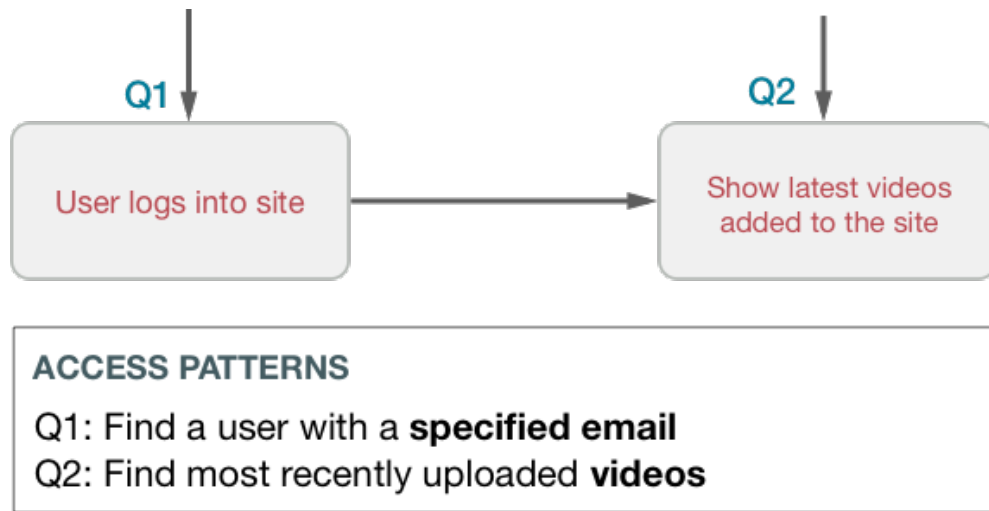 Q1
Q2
User logs into site
Show latest videos
added to the site
ACCESS PATTERNS
Q1: Find a user with a specified email
Q2: Find most recently uploaded videos